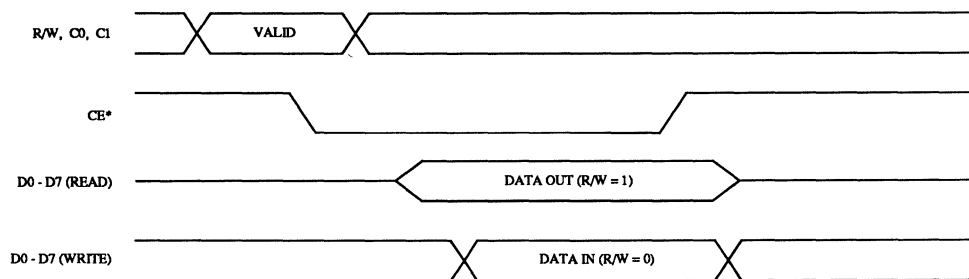 R/W, C0, C1
VALID
CE*
D0 - D7 (READ)
DATA OUT (R/W = 1)
D0 - D7 (WRITE)
DATA IN (R/W = 0)